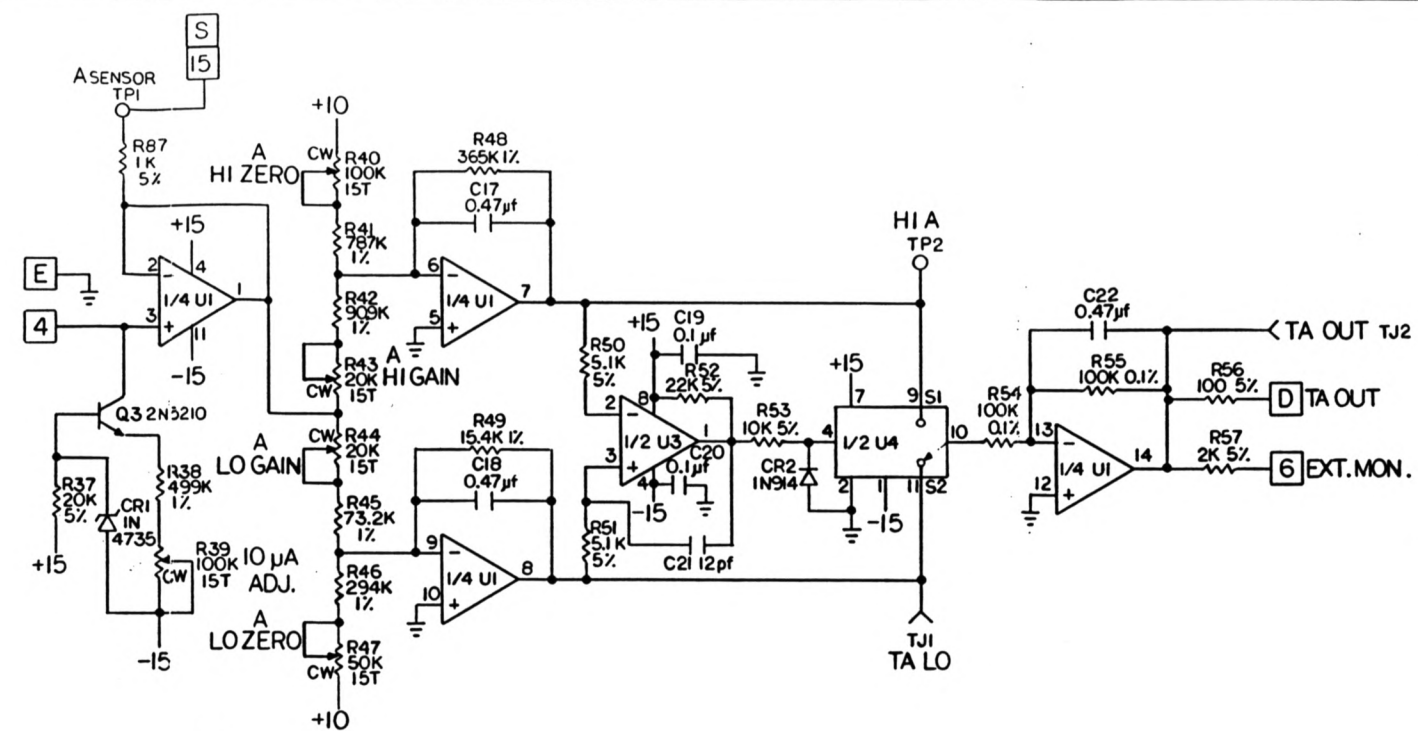 S
15
A SENSOR
TP1
R87
1K
5%
+15
2
-
4
1/4 U1
1
3
+
11
-15
E
4
Q3 2N3210
R37
20K
5%
+15
CR1
1N
4735
R38
499K
1%
R39
100K
15T
CW
10 µA
ADJ.
-15
+10
A
HI ZERO
CW
R40
100K
15T
R41
787K
1%
R42
90.9K
1%
R43
20K
15T
CW
A
HI GAIN
CW
R44
20K
15T
A
LO GAIN
R45
73.2K
1%
R46
294K
1%
A
LO ZERO
R47
50K
15T
CW
+10
R48
365K 1%
C17
0.47µf
6
-
1/4 U1
7
5
+
R49
15.4K 1%
C18
0.47µf
9
-
1/4 U1
8
10
+
R50
5.1K
5%
+15
C19
0.1µf
R52
22K 5%
8
2
-
1/2 U3
1
3
+
4
C20
0.1µf
-15
R51
5.1K
5%
C21 12pf
R53
10K 5%
CR2
1N914
HI A
TP2
+15
7
9
S1
4
1/2 U4
10
2
1
11
S2
-15
TJ1
TA LO
R54
100K
0.1%
C22
0.47µf
R55
100K 0.1%
13
-
1/4 U1
14
12
+
TA OUT TJ2
R56
100 5%
D
TA OUT
R57
2K 5%
6
EXT. MON.